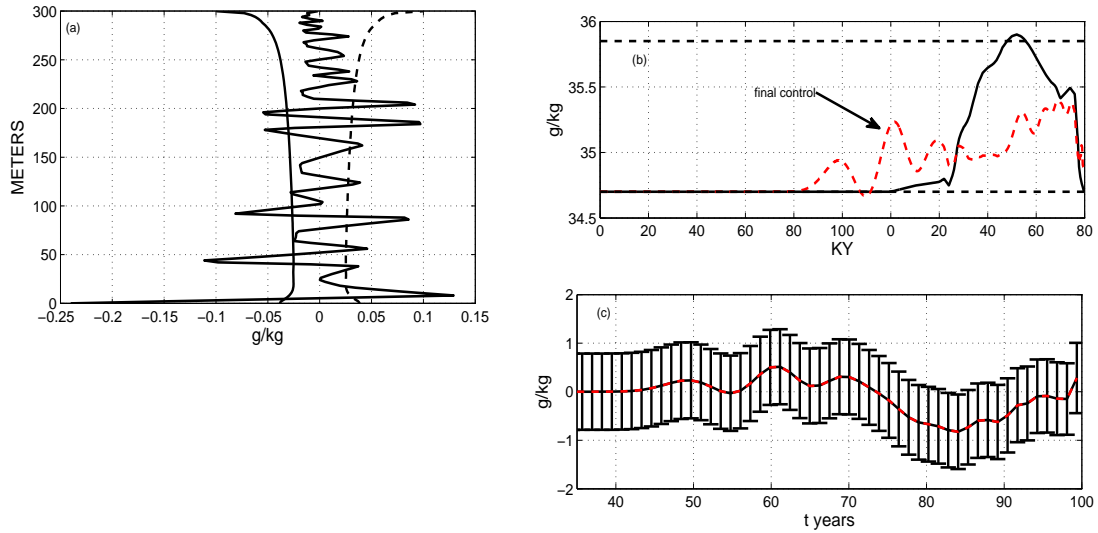 (a)
METERS
300
250
200
150
100
50
0
−0.25 −0.2 −0.15 −0.1 −0.05 0 0.05 0.1 0.15
g/kg
(b)
g/kg
36
35.5
35
34.5
final control
0 20 40 60 80 100 0 20 40 60 80
KY
(c)
g/kg
2
1
0
−1
−2
40 50 60 70 80 90 100
t years